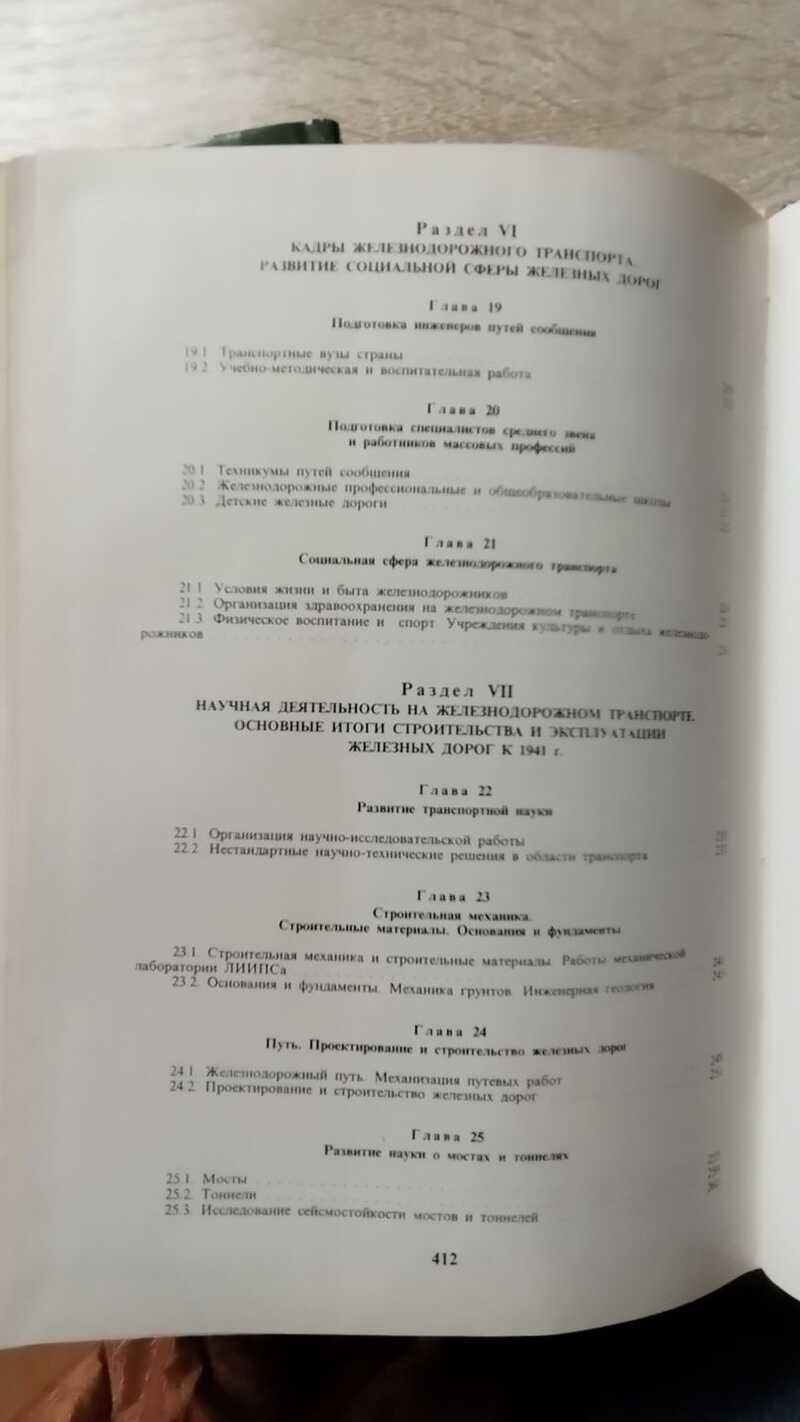 Раздел VI
КАДРЫ ЖЕЛЕЗНОДОРОЖНОГО ТРАНСПОРТА
РАЗВИТИЕ СОЦИАЛЬНОЙ СФЕРЫ ЖЕЛЕЗНЫХ ДОРОГ
Глава 19
Подготовка инженеров путей сообщения
19.1 Транспортные вузы страны
19.2 Учебно-методическая и воспитательная работа
Глава 20
Подготовка специалистов среднего звена
и работников массовых профессий
20.1 Техникумы путей сообщения
20.2 Железнодорожные профессиональные и общеобразовательные школы
20.3 Детские железные дороги
Глава 21
Социальная сфера железнодорожного транспорта
21.1 Условия жизни и быта железнодорожников
21.2 Организация здравоохранения на железнодорожном транспорте
21.3 Физическое воспитание и спорт Учреждения культуры и отдыха железнодо-
рожников
Раздел VII
НАУЧНАЯ ДЕЯТЕЛЬНОСТЬ НА ЖЕЛЕЗНОДОРОЖНОМ ТРАНСПОРТЕ.
ОСНОВНЫЕ ИТОГИ СТРОИТЕЛЬСТВА И ЭКСПЛУАТАЦИИ
ЖЕЛЕЗНЫХ ДОРОГ К 1941 г.
Глава 22
Развитие транспортной науки
22.1 Организация научно-исследовательской работы
22.2 Нестандартные научно-технические решения в области транспорта
Глава 23
Строительная механика.
Строительные материалы. Основания и фундаменты
23.1 Строительная механика и строительные материалы. Работы механической
лаборатории ЛИИПСа
23.2 Основания и фундаменты. Механика грунтов. Инженерная геология
Глава 24
Путь. Проектирование и строительство железных дорог
24.1 Железнодорожный путь. Механизация путевых работ
24.2 Проектирование и строительство железных дорог
Глава 25
Развитие науки о мостах и тоннелях
25.1 Мосты
25.2 Тоннели
25.3 Исследование сейсмостойкости мостов и тоннелей
412